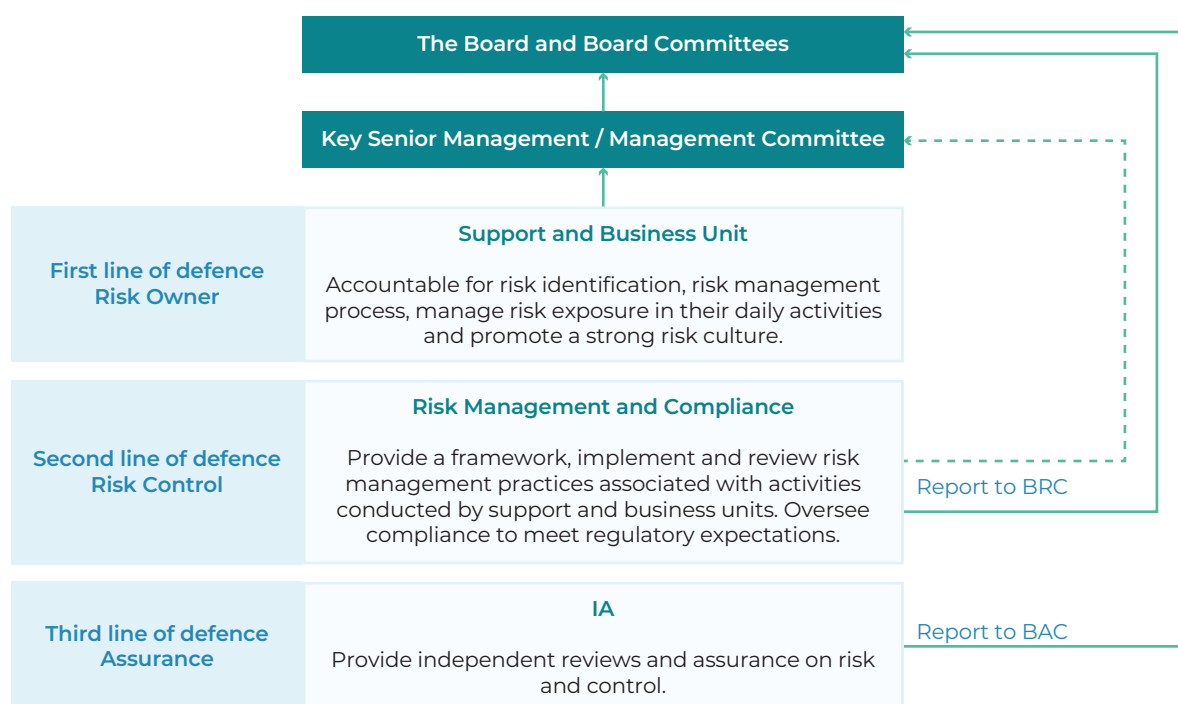 The Board and Board Committees
Key Senior Management / Management Committee
First line of defence
Risk Owner
Support and Business Unit
Accountable for risk identification, risk management
process, manage risk exposure in their daily activities
and promote a strong risk culture.
Second line of defence
Risk Control
Risk Management and Compliance
Provide a framework, implement and review risk
management practices associated with activities
conducted by support and business units. Oversee
compliance to meet regulatory expectations.
Report to BRC
Third line of defence
Assurance
IA
Provide independent reviews and assurance on risk
and control.
Report to BAC